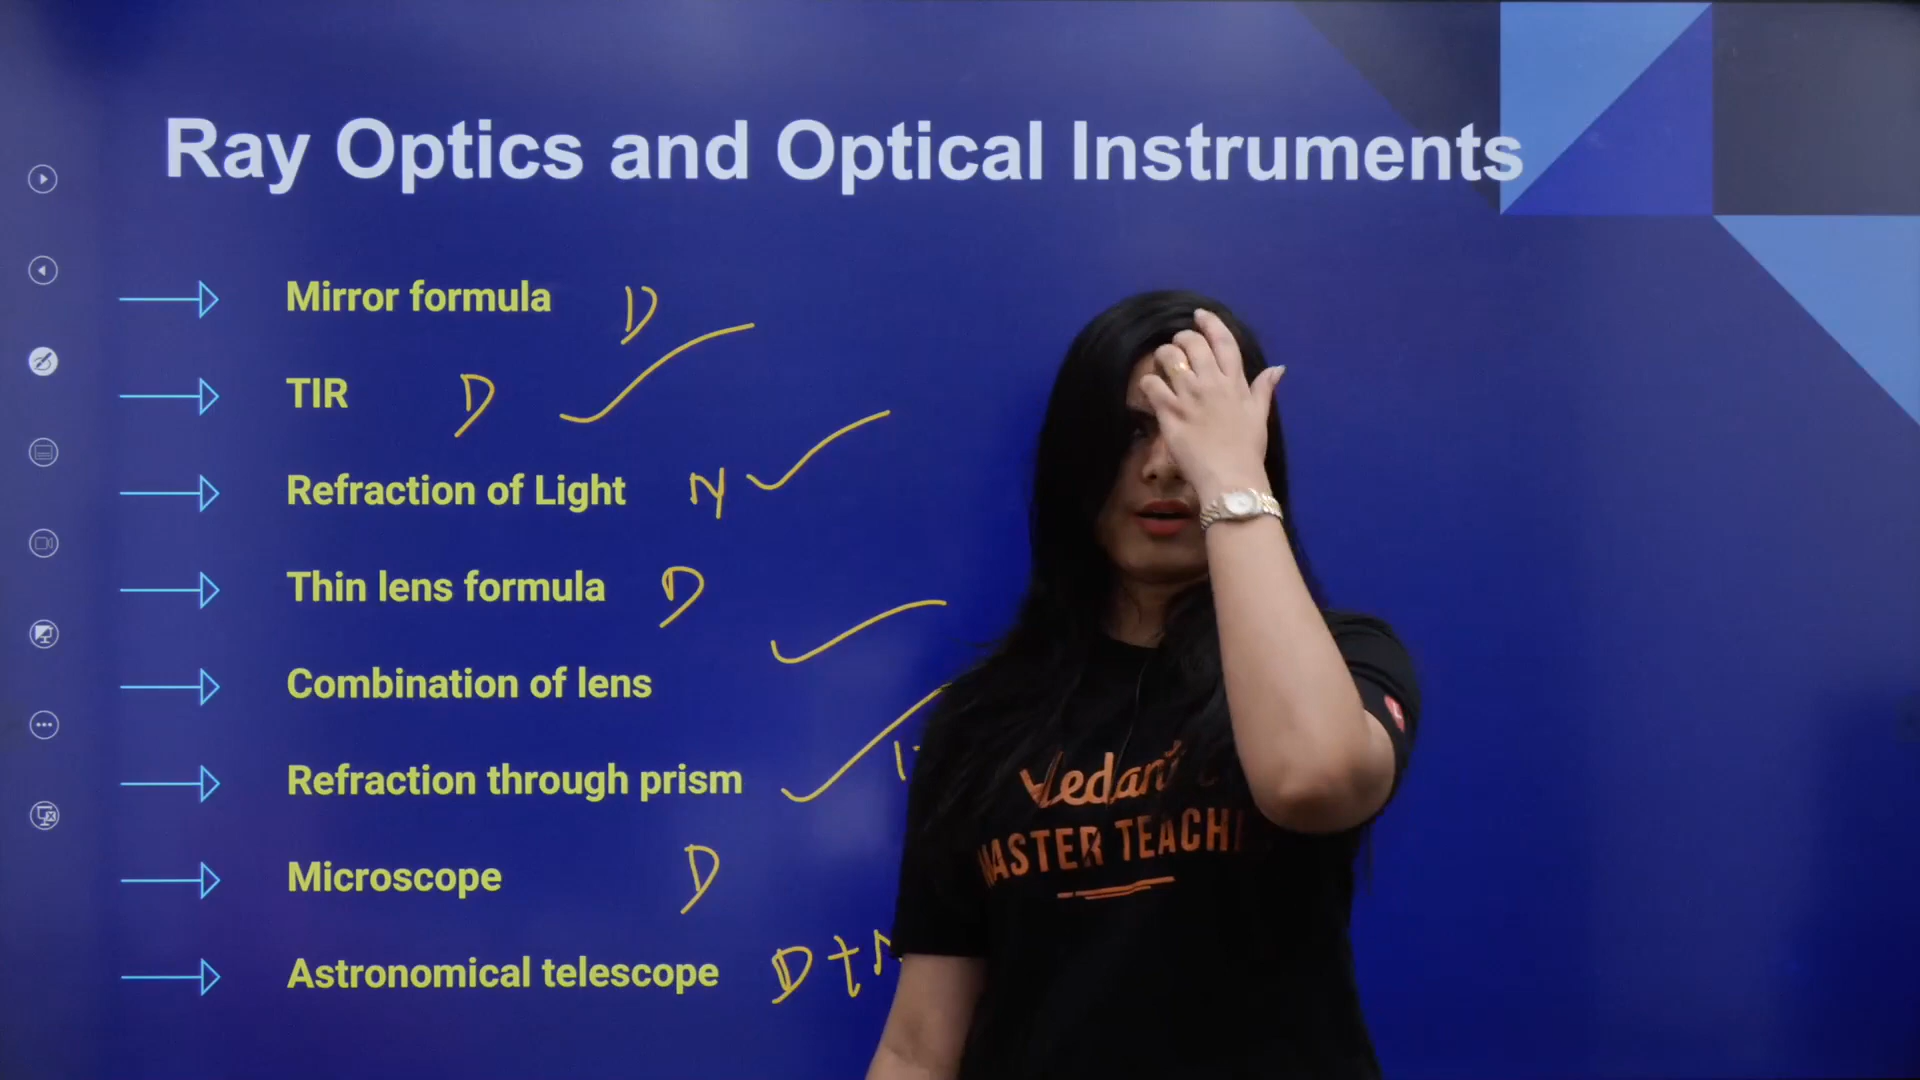 Ray Optics and Optical Instruments
Mirror formula D
TIR D
Refraction of Light N
Thin lens formula D
Combination of lens
Refraction through prism
Microscope D
Astronomical telescope D +
MASTER